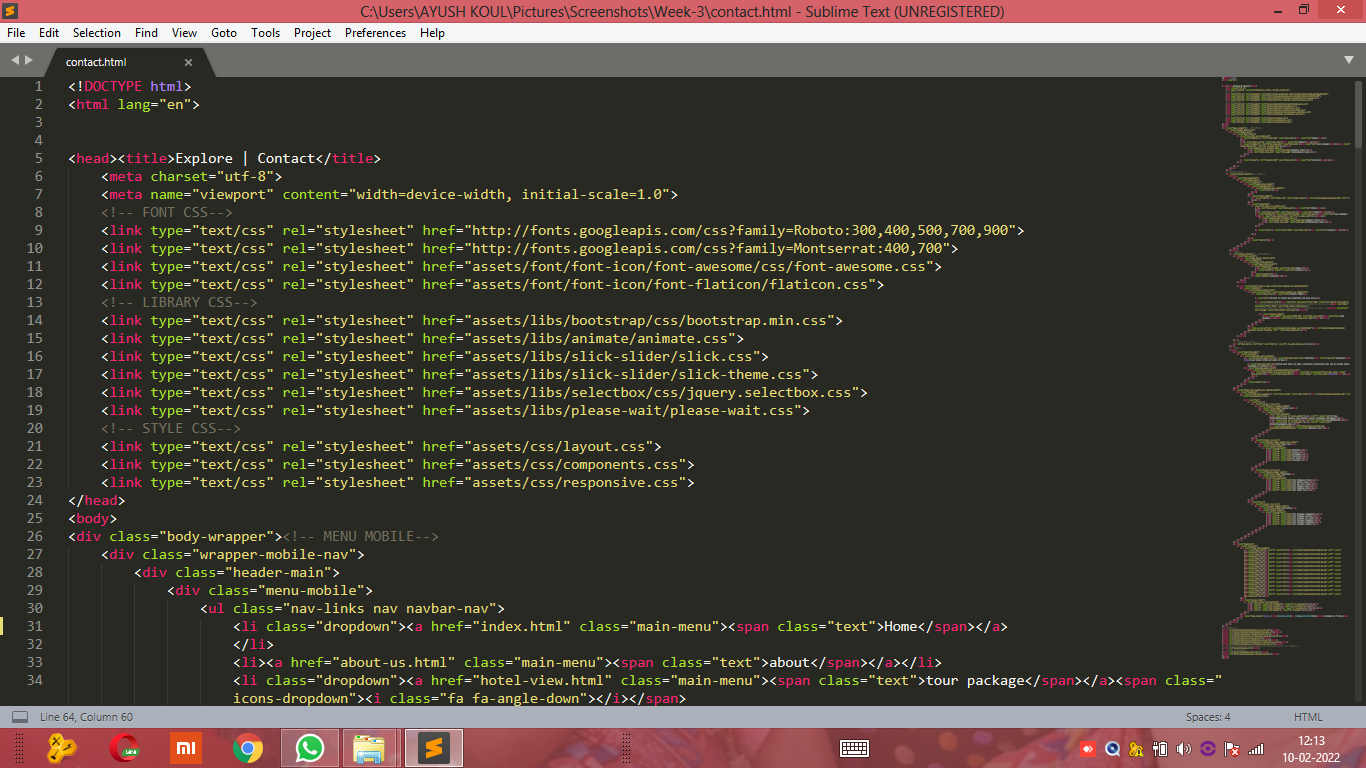 C:\Users\AYUSH KOUL\Pictures\Screenshots\Week-3\contact.html - Sublime Text (UNREGISTERED)
File Edit Selection Find View Goto Tools Project Preferences Help
contact.html
1 <!DOCTYPE html>
2 <html lang="en">
3
4
5 <head><title>Explore | Contact</title>
6 <meta charset="utf-8">
7 <meta name="viewport" content="width=device-width, initial-scale=1.0">
8 <!-- FONT CSS-->
9 <link type="text/css" rel="stylesheet" href="http://fonts.googleapis.com/css?family=Roboto:300,400,500,700,900">
10 <link type="text/css" rel="stylesheet" href="http://fonts.googleapis.com/css?family=Montserrat:400,700">
11 <link type="text/css" rel="stylesheet" href="assets/font/font-icon/font-awesome/css/font-awesome.css">
12 <link type="text/css" rel="stylesheet" href="assets/font/font-icon/font-flaticon/flaticon.css">
13 <!-- LIBRARY CSS-->
14 <link type="text/css" rel="stylesheet" href="assets/libs/bootstrap/css/bootstrap.min.css">
15 <link type="text/css" rel="stylesheet" href="assets/libs/animate/animate.css">
16 <link type="text/css" rel="stylesheet" href="assets/libs/slick-slider/slick.css">
17 <link type="text/css" rel="stylesheet" href="assets/libs/slick-slider/slick-theme.css">
18 <link type="text/css" rel="stylesheet" href="assets/libs/selectbox/css/jquery.selectbox.css">
19 <link type="text/css" rel="stylesheet" href="assets/libs/please-wait/please-wait.css">
20 <!-- STYLE CSS-->
21 <link type="text/css" rel="stylesheet" href="assets/css/layout.css">
22 <link type="text/css" rel="stylesheet" href="assets/css/components.css">
23 <link type="text/css" rel="stylesheet" href="assets/css/responsive.css">
24 </head>
25 <body>
26 <div class="body-wrapper"><!-- MENU MOBILE-->
27 <div class="wrapper-mobile-nav">
28 <div class="header-main">
29 <div class="menu-mobile">
30 <ul class="nav-links nav navbar-nav">
31 <li class="dropdown"><a href="index.html" class="main-menu"><span class="text">Home</span></a>
32 </li>
33 <li><a href="about-us.html" class="main-menu"><span class="text">about</span></a></li>
34 <li class="dropdown"><a href="hotel-view.html" class="main-menu"><span class="text">tour package</span></a><span class="
icons-dropdown"><i class="fa fa-angle-down"></i></span>
Line 64, Column 60 Spaces: 4 HTML
mi
12:13
10-02-2022